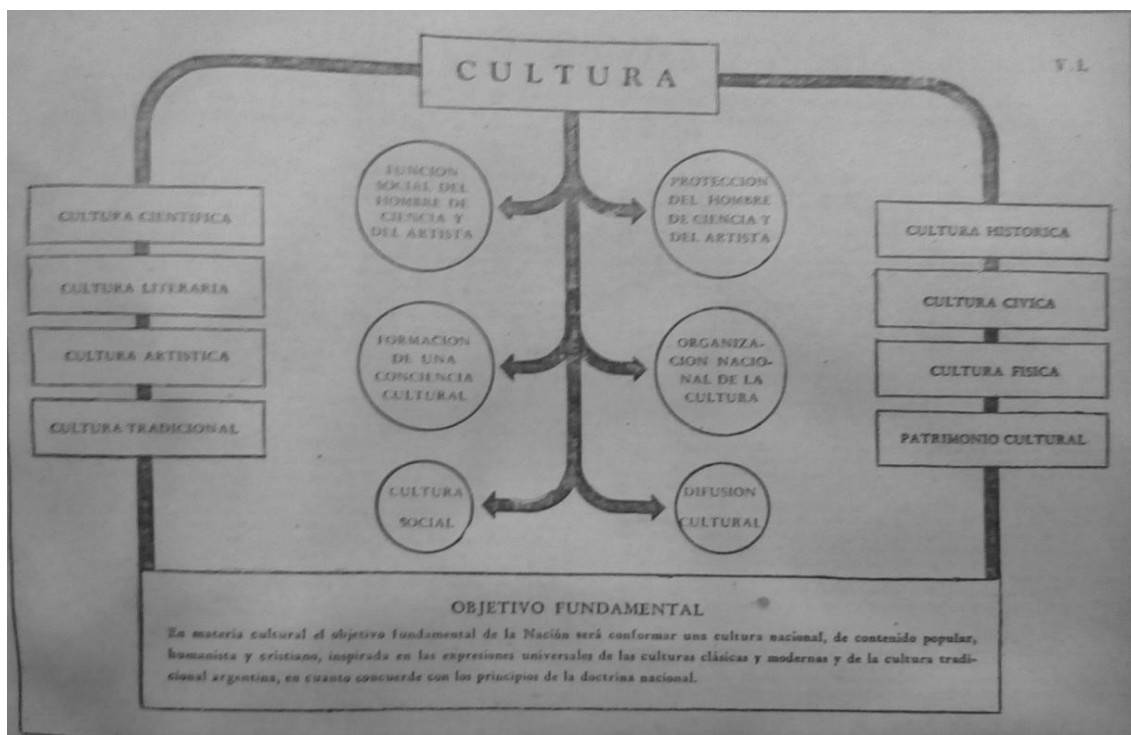 CULTURA
V.I.
FUNCION
SOCIAL DEL
HOMBRE DE
CIENCIA Y
DEL ARTISTA
PROTECCION
DEL HOMBRE
DE CIENCIA Y
DEL ARTISTA
CULTURA CIENTIFICA
CULTURA LITERARIA
CULTURA ARTISTICA
CULTURA TRADICIONAL
FORMACION
DE UNA
CONCIENCIA
CULTURAL
ORGANIZA-
CION NACIO-
NAL DE LA
CULTURA
CULTURA HISTORICA
CULTURA CIVICA
CULTURA FISICA
PATRIMONIO CULTURAL
CULTURA
SOCIAL
DIFUSION
CULTURAL
OBJETIVO FUNDAMENTAL
En materia cultural el objetivo fundamental de la Nación será conformar una cultura nacional, de contenido popular,
humanista y cristiano, inspirada en las expresiones universales de las culturas clásicas y modernas y de la cultura tradi-
cional argentina, en cuanto concuerde con los principios de la doctrina nacional.